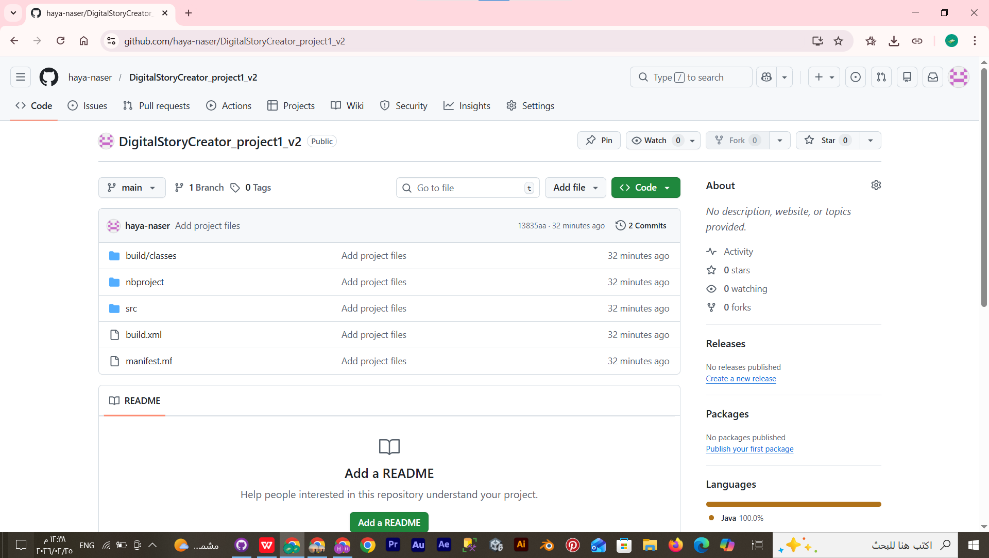 haya-naser/DigitalStoryCreator_
github.com/haya-naser/DigitalStoryCreator_project1_v2
haya-naser / DigitalStoryCreator_project1_v2
Type / to search
Code Issues Pull requests Actions Projects Wiki Security Insights Settings
DigitalStoryCreator_project1_v2 Public
Pin Watch 0 Fork 0 Star 0
main 1 Branch 0 Tags Go to file t Add file Code
haya-naser Add project files 13835aa · 32 minutes ago 2 Commits
build/classes Add project files 32 minutes ago
nbproject Add project files 32 minutes ago
src Add project files 32 minutes ago
build.xml Add project files 32 minutes ago
manifest.mf Add project files 32 minutes ago
README
Add a README
Help people interested in this repository understand your project.
Add a README
About
No description, website, or topics
provided.
Activity
0 stars
0 watching
0 forks
Releases
No releases published
Create a new release
Packages
No packages published
Publish your first package
Languages
Java 100.0%
ENG
مشمـ...
Pr Au Ae Ai
اكتب هنا للبحث